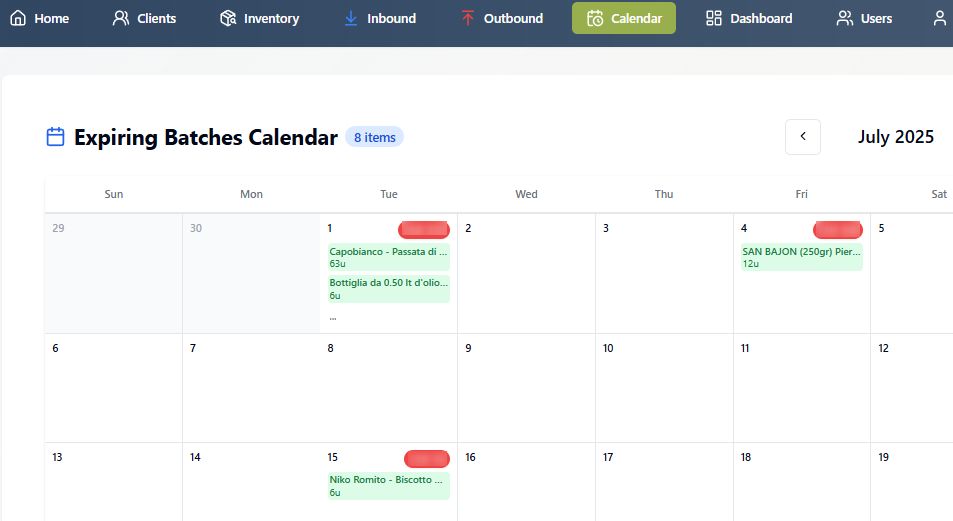 Home Clients Inventory Inbound Outbound Calendar Dashboard Users
Expiring Batches Calendar 8 items July 2025
Sun Mon Tue Wed Thu Fri Sat
29 30 1 2 3 4 5
Capobianco - Passata di ... SAN BAJON (250gr) Pier...
63u 12u
Bottiglia da 0.50 lt d'olio...
6u
...
6 7 8 9 10 11 12
13 14 15 16 17 18 19
Niko Romito - Biscotto ...
6u